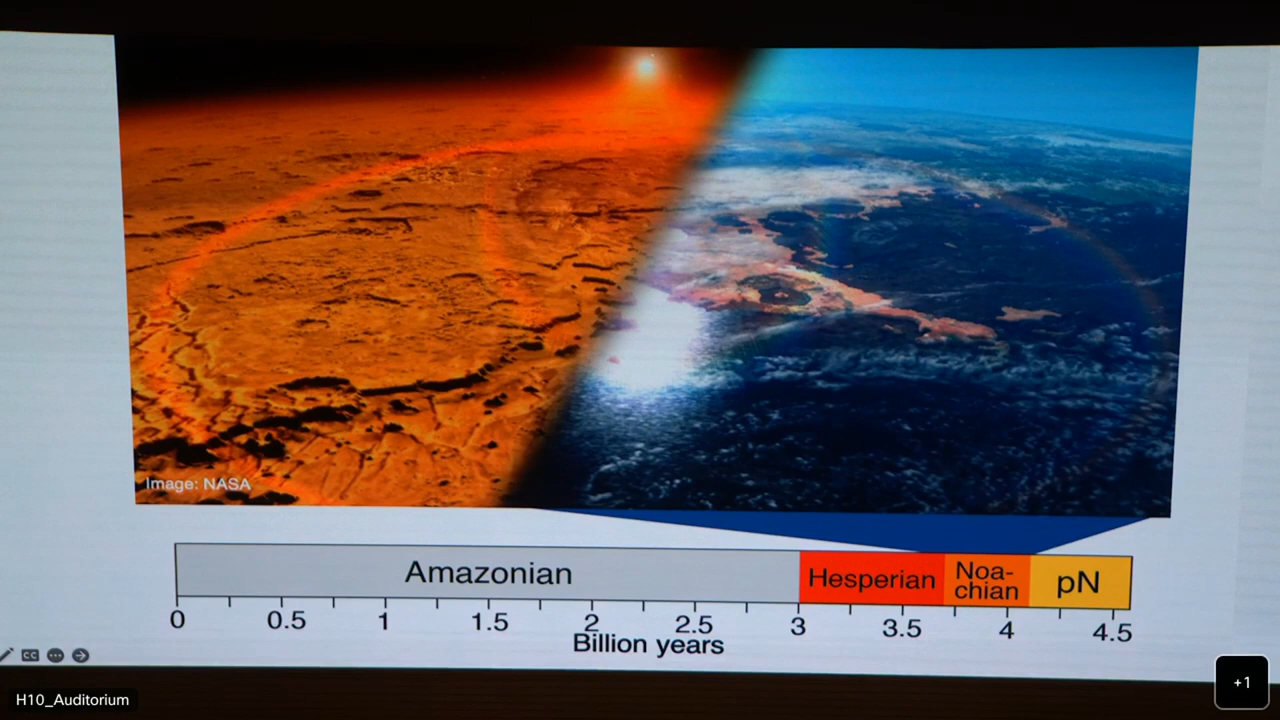 Image: NASA
Amazonian
Hesperian
Noa-
chian
pN
0 0.5 1 1.5 2 2.5 3 3.5 4 4.5
Billion years
CC
H10_Auditorium
+1